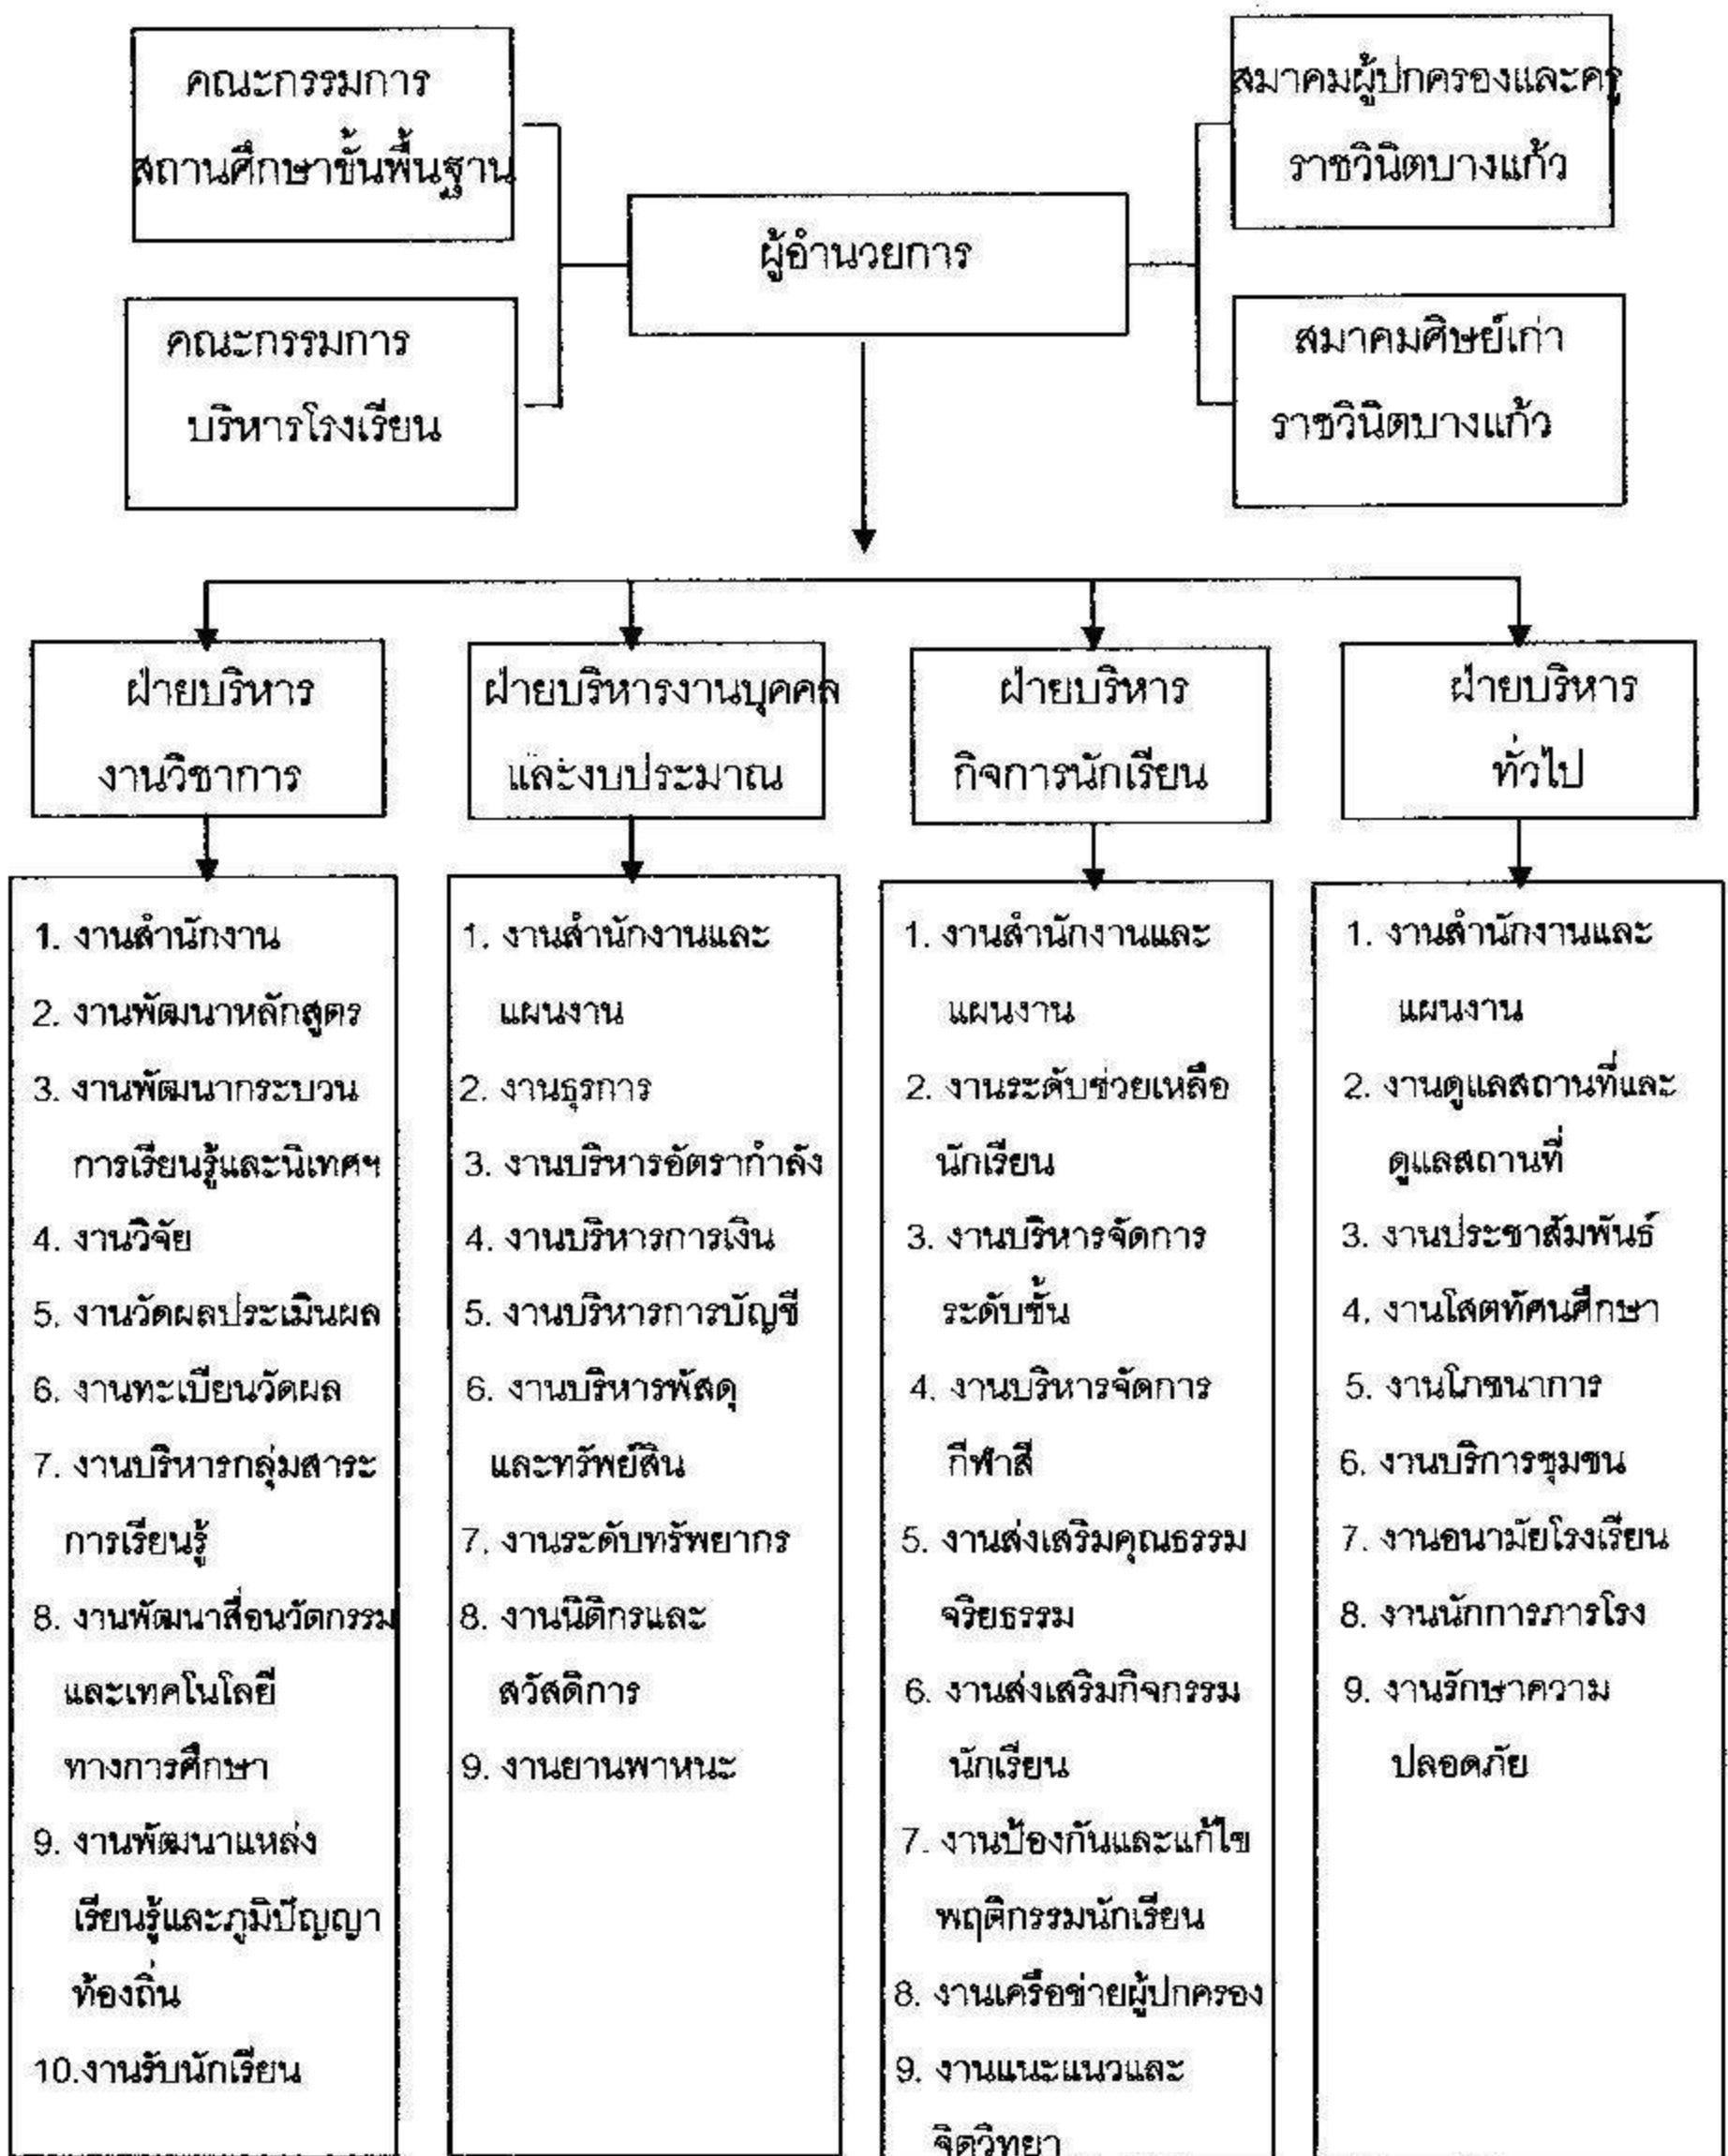 คณะกรรมการ
สถานศึกษาขั้นพื้นฐาน
สมาคมผู้ปกครองและครู
ราชวินิตบางแก้ว
ผู้อำนวยการ
คณะกรรมการ
บริหารโรงเรียน
สมาคมศิษย์เก่า
ราชวินิตบางแก้ว
ฝ่ายบริหาร
งานวิชาการ
ฝ่ายบริหารงานบุคคล
และงบประมาณ
ฝ่ายบริหาร
กิจการนักเรียน
ฝ่ายบริหาร
ทั่วไป
1. งานสำนักงาน
2. งานพัฒนาหลักสูตร
3. งานพัฒนากระบวน
การเรียนรู้และนิเทศฯ
4. งานวิจัย
5. งานวัดผลประเมินผล
6. งานทะเบียนวัดผล
7. งานบริหารกลุ่มสาระ
การเรียนรู้
8. งานพัฒนาสื่อนวัดกรรม
และเทคโนโลยี
ทางการศึกษา
9. งานพัฒนาแหล่ง
เรียนรู้และภูมิปัญญา
ท้องถิ่น
10.งานรับนักเรียน
1. งานสำนักงานและ
แผนงาน
2. งานธุรการ
3. งานบริหารอัตรากำลัง
4. งานบริหารการเงิน
5. งานบริหารการบัญชี
6. งานบริหารพัสดุ
และทรัพย์สิน
7. งานระดับทรัพยากร
8. งานนิติกรและ
สวัสดิการ
9. งานยานพาหนะ
1. งานสำนักงานและ
แผนงาน
2. งานระดับช่วยเหลือ
นักเรียน
3. งานบริหารจัดการ
ระดับชั้น
4. งานบริหารจัดการ
กีฬาสี
5. งานส่งเสริมคุณธรรม
จริยธรรม
6. งานส่งเสริมกิจกรรม
นักเรียน
7. งานป้องกันและแก้ไข
พฤติกรรมนักเรียน
8. งานเครือข่ายผู้ปกครอง
9. งานแนะแนวและ
จิตวิทยา
1. งานสำนักงานและ
แผนงาน
2. งานดูแลสถานที่และ
ดูแลสถานที่
3. งานประชาสัมพันธ์
4. งานโสตทัศนศึกษา
5. งานโภชนาการ
6. งานบริการชุมชน
7. งานอนามัยโรงเรียน
8. งานนักการภารโรง
9. งานรักษาความ
ปลอดภัย